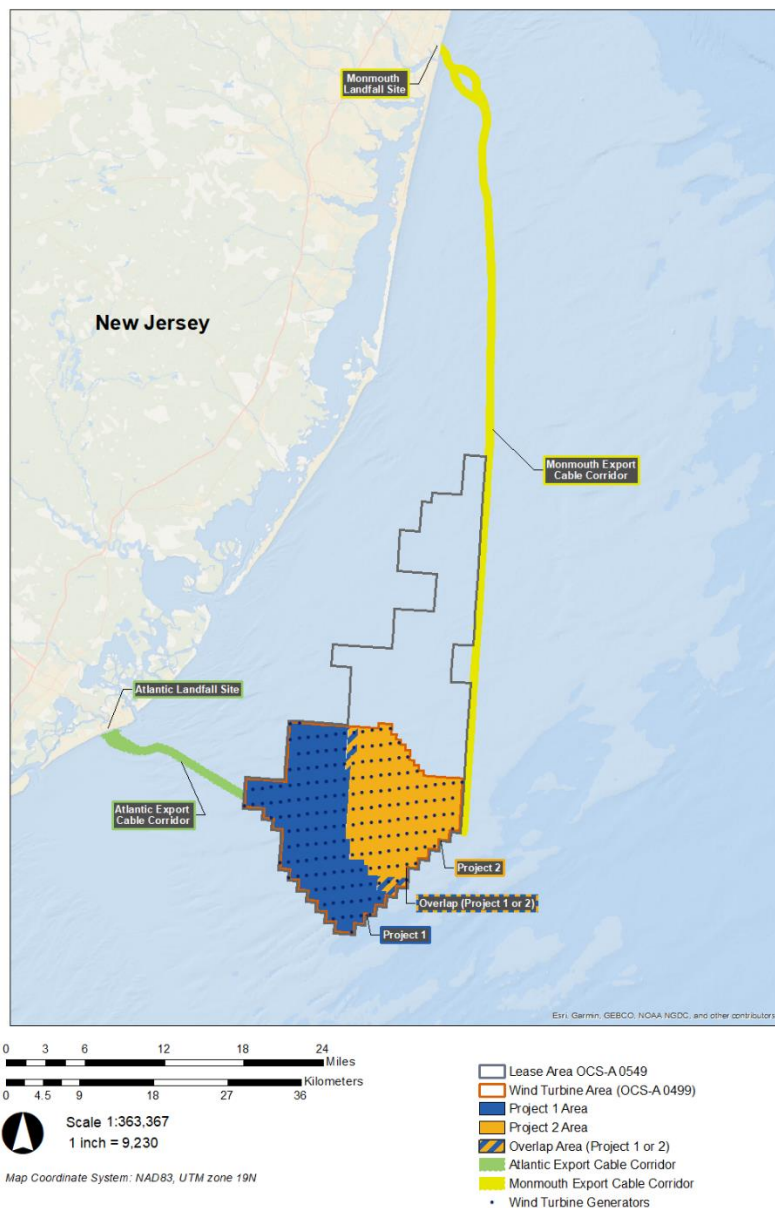 Monmouth
Landfall Site
New Jersey
Monmouth Export
Cable Corridor
Atlantic Landfall Site
Atlantic Export
Cable Corridor
Project 2
Overlap (Project 1 or 2)
Project 1
Esri, Garmin, GEBCO, NOAA NGDC, and other contributors
0 3 6 12 18 24
Miles
Kilometers
0 4.5 9 18 27 36
Scale 1:363,367
1 inch = 9,230
Map Coordinate System: NAD83, UTM zone 19N
Lease Area OCS-A 0549
Wind Turbine Area (OCS-A 0499)
Project 1 Area
Project 2 Area
Overlap Area (Project 1 or 2)
Atlantic Export Cable Corridor
Monmouth Export Cable Corridor
Wind Turbine Generators